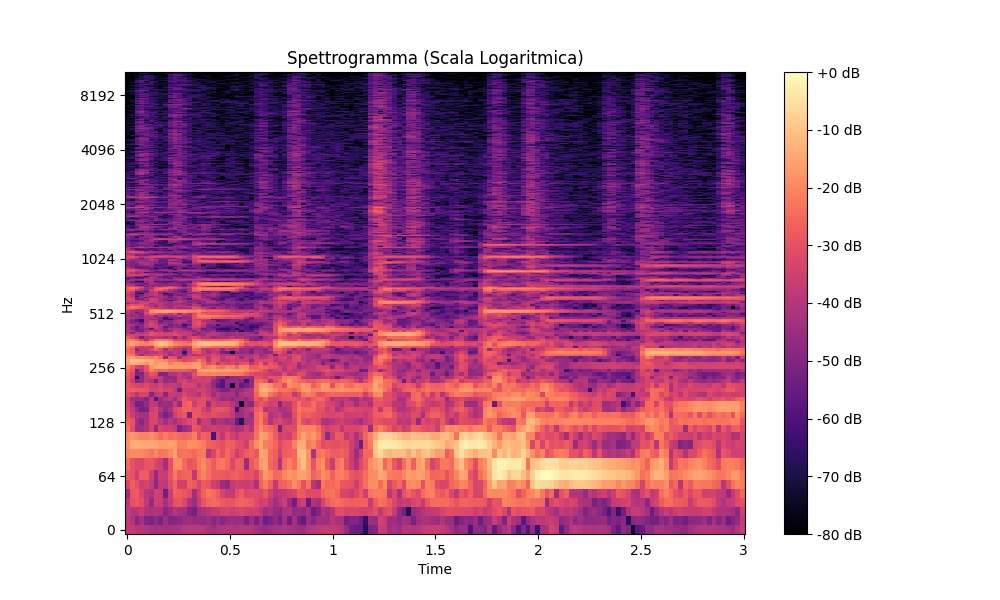 Spettrogramma (Scala Logaritmica)
8192
4096
2048
1024
512
256
128
64
0
Hz
0
0.5
1
1.5
2
2.5
3
Time
+0 dB
-10 dB
-20 dB
-30 dB
-40 dB
-50 dB
-60 dB
-70 dB
-80 dB